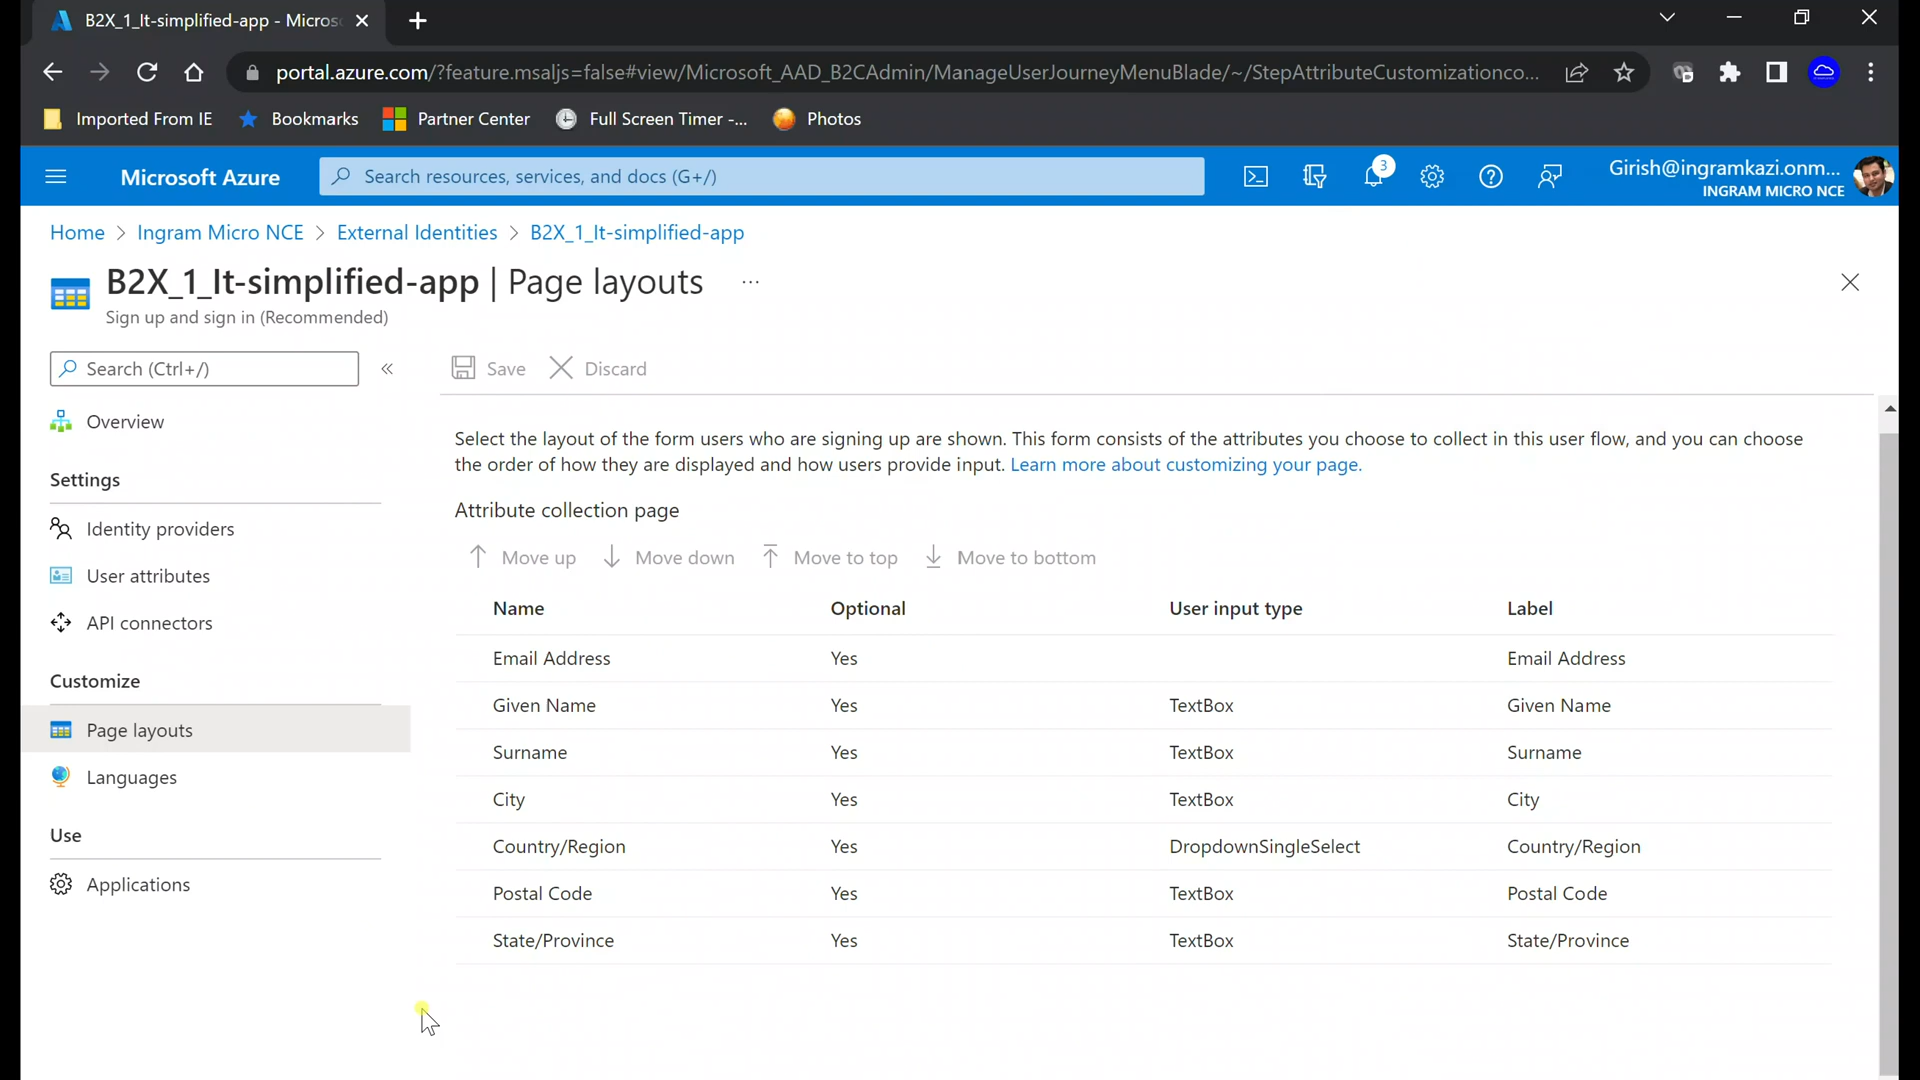 B2X_1_It-simplified-app - Micros
portal.azure.com/?feature.msaljs=false#view/Microsoft_AAD_B2CAdmin/ManageUserJourneyMenuBlade/~/StepAttributeCustomizationco...
Imported From IE
Bookmarks
Partner Center
Full Screen Timer -...
Photos
Microsoft Azure
Search resources, services, and docs (G+/)
3
Girish@ingramkazi.onm...
INGRAM MICRO NCE
Home > Ingram Micro NCE > External Identities > B2X_1_It-simplified-app
B2X_1_It-simplified-app | Page layouts ...
Sign up and sign in (Recommended)
Search (Ctrl+/)
«
Save
Discard
Overview
Settings
Identity providers
User attributes
API connectors
Customize
Page layouts
Languages
Use
Applications
Select the layout of the form users who are signing up are shown. This form consists of the attributes you choose to collect in this user flow, and you can choose
the order of how they are displayed and how users provide input. Learn more about customizing your page.
Attribute collection page
Move up
Move down
Move to top
Move to bottom
Name Optional User input type Label
Email Address Yes Email Address
Given Name Yes TextBox Given Name
Surname Yes TextBox Surname
City Yes TextBox City
Country/Region Yes DropdownSingleSelect Country/Region
Postal Code Yes TextBox Postal Code
State/Province Yes TextBox State/Province